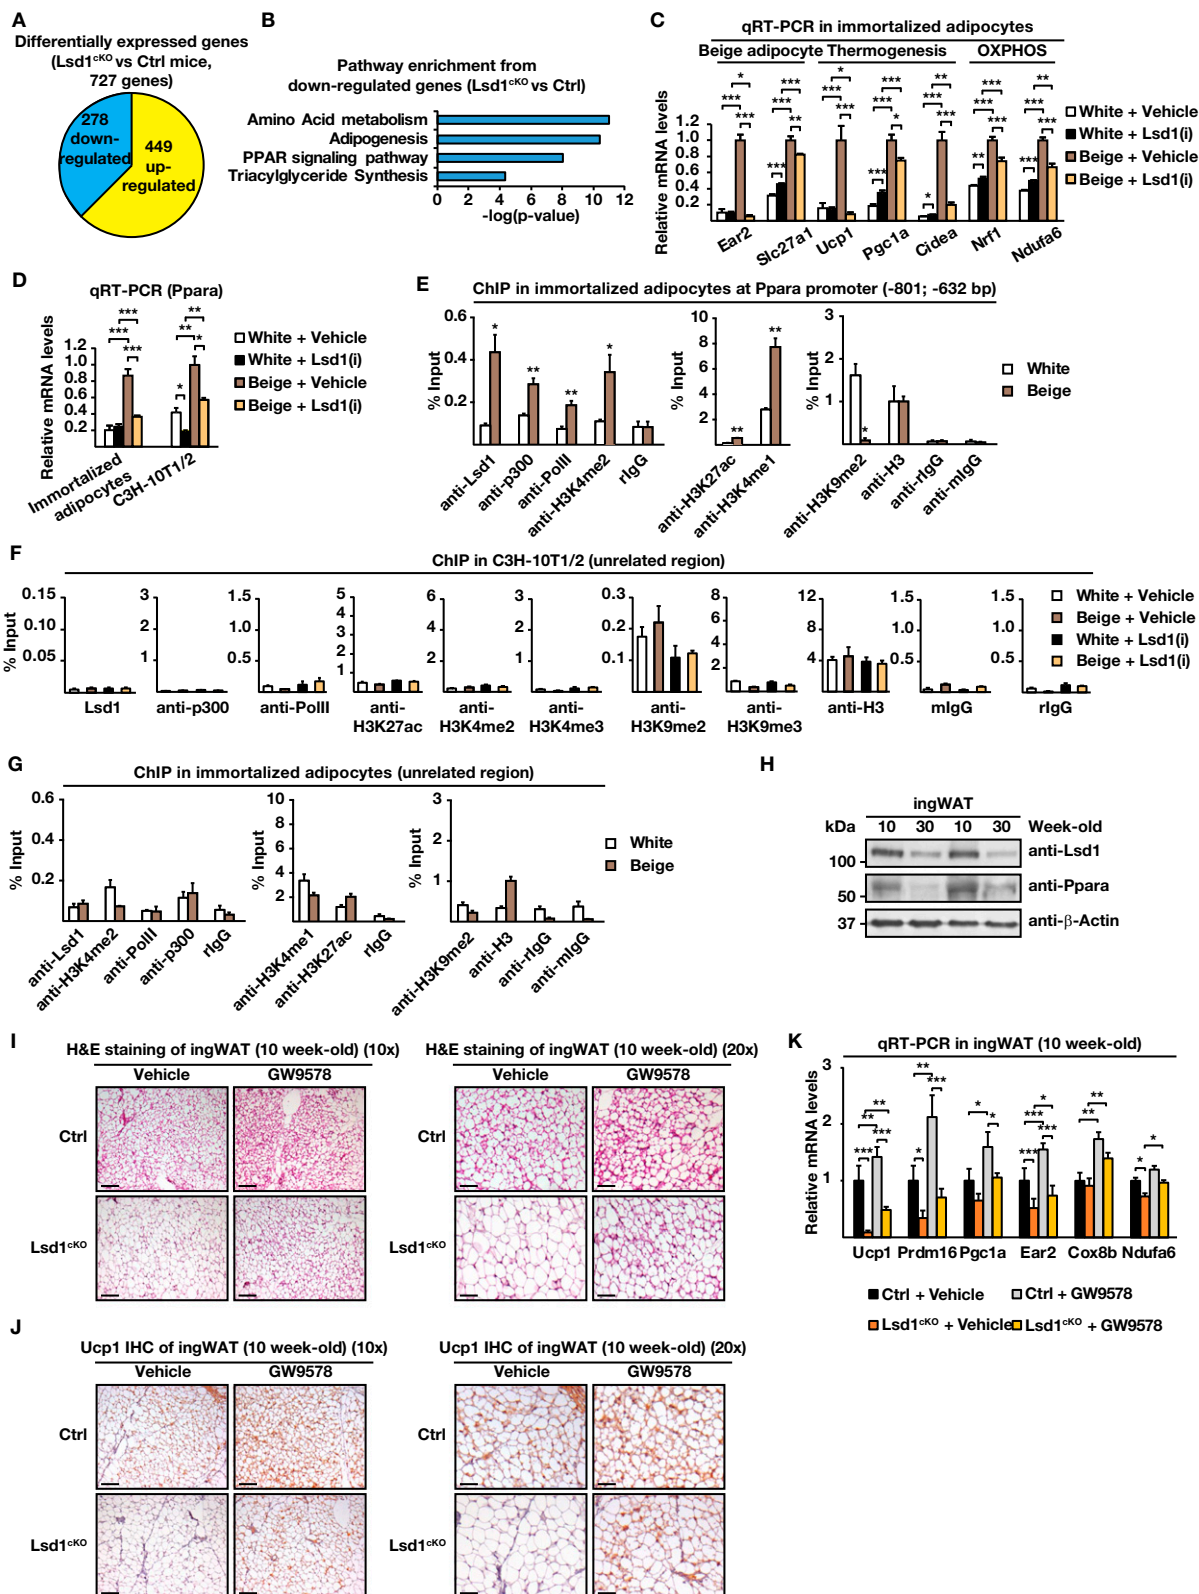 A
Differentially expressed genes
(Lsd1cKO vs Ctrl mice,
727 genes)
278
down-
regulated
449
up-
regulated
B
Pathway enrichment from
down-regulated genes (Lsd1cKO vs Ctrl)
Amino Acid metabolism
Adipogenesis
PPAR signaling pathway
Triacylglyceride Synthesis
0 2 4 6 8 10 12
-log(p-value)
C
qRT-PCR in immortalized adipocytes
Beige adipocyte Thermogenesis OXPHOS
Relative mRNA levels
1.2
1.0
0.8
0.6
0.4
0.2
* *** ***
*** *** ** ***
* *** ***
*** *** *** *
** *** *** *
*** *** *** **
** *** *** ***
White + Vehicle
White + Lsd1(i)
Beige + Vehicle
Beige + Lsd1(i)
Ear2 Slc27a1 Ucp1 Pgc1a Cidea Nrf1 Ndufa6
D
qRT-PCR (Ppara)
Relative mRNA levels
1.2
1.0
0.8
0.6
0.4
0.2
*** *** ***
** ** * *
White + Vehicle
White + Lsd1(i)
Beige + Vehicle
Beige + Lsd1(i)
Immortalized
adipocytes
C3H-10T1/2
E
ChIP in immortalized adipocytes at Ppara promoter (-801; -632 bp)
% Input
0.6
0.4
0.2
0
* ** ** *
anti-Lsd1 anti-p300 anti-PolII anti-H3K4me2 rIgG
% Input
10
8
6
4
2
** **
anti-H3K27ac anti-H3K4me1
% Input
3
2
1
0
*
anti-H3K9me2 anti-H3 anti-rIgG anti-mIgG
White
Beige
F
ChIP in C3H-10T1/2 (unrelated region)
% Input
0.15
0.10
0.05
Lsd1
3
2
1
anti-p300
1.5
1.0
0.5
anti-PolII
5
4
3
2
1
0
anti-
H3K27ac
6
4
2
anti-
H3K4me2
3
2
1
anti-
H3K4me3
0.3
0.2
0.1
0
anti-
H3K9me2
8
6
4
2
anti-
H3K9me3
12
8
4
anti-H3
1.5
1.0
0.5
mIgG
1.5
1.0
0.5
rIgG
White + Vehicle
Beige + Vehicle
White + Lsd1(i)
Beige + Lsd1(i)
G
ChIP in immortalized adipocytes (unrelated region)
% Input
0.6
0.4
0.2
0
anti-Lsd1 anti-H3K4me2 anti-PolII anti-p300 rIgG
% Input
10
8
6
4
2
anti-H3K4me1 anti-H3K27ac rIgG
% Input
3
2
1
0
anti-H3K9me2 anti-H3 anti-rIgG anti-mIgG
White
Beige
H
ingWAT
kDa 10 30 10 30 Week-old
100 anti-Lsd1
50 anti-Ppara
37 anti-β-Actin
I
H&E staining of ingWAT (10 week-old) (10x)
Vehicle GW9578
Ctrl
Lsd1cKO
H&E staining of ingWAT (10 week-old) (20x)
Vehicle GW9578
Ctrl
Lsd1cKO
J
Ucp1 IHC of ingWAT (10 week-old) (10x)
Vehicle GW9578
Ctrl
Lsd1cKO
Ucp1 IHC of ingWAT (10 week-old) (20x)
Vehicle GW9578
Ctrl
Lsd1cKO
K
qRT-PCR in ingWAT (10 week-old)
Relative mRNA levels
3
2
1
0
** ** *** ***
** *** *
* *
* *** *** ***
** **
* *
Ucp1 Prdm16 Pgc1a Ear2 Cox8b Ndufa6
Ctrl + Vehicle
Ctrl + GW9578
Lsd1cKO + Vehicle
Lsd1cKO + GW9578